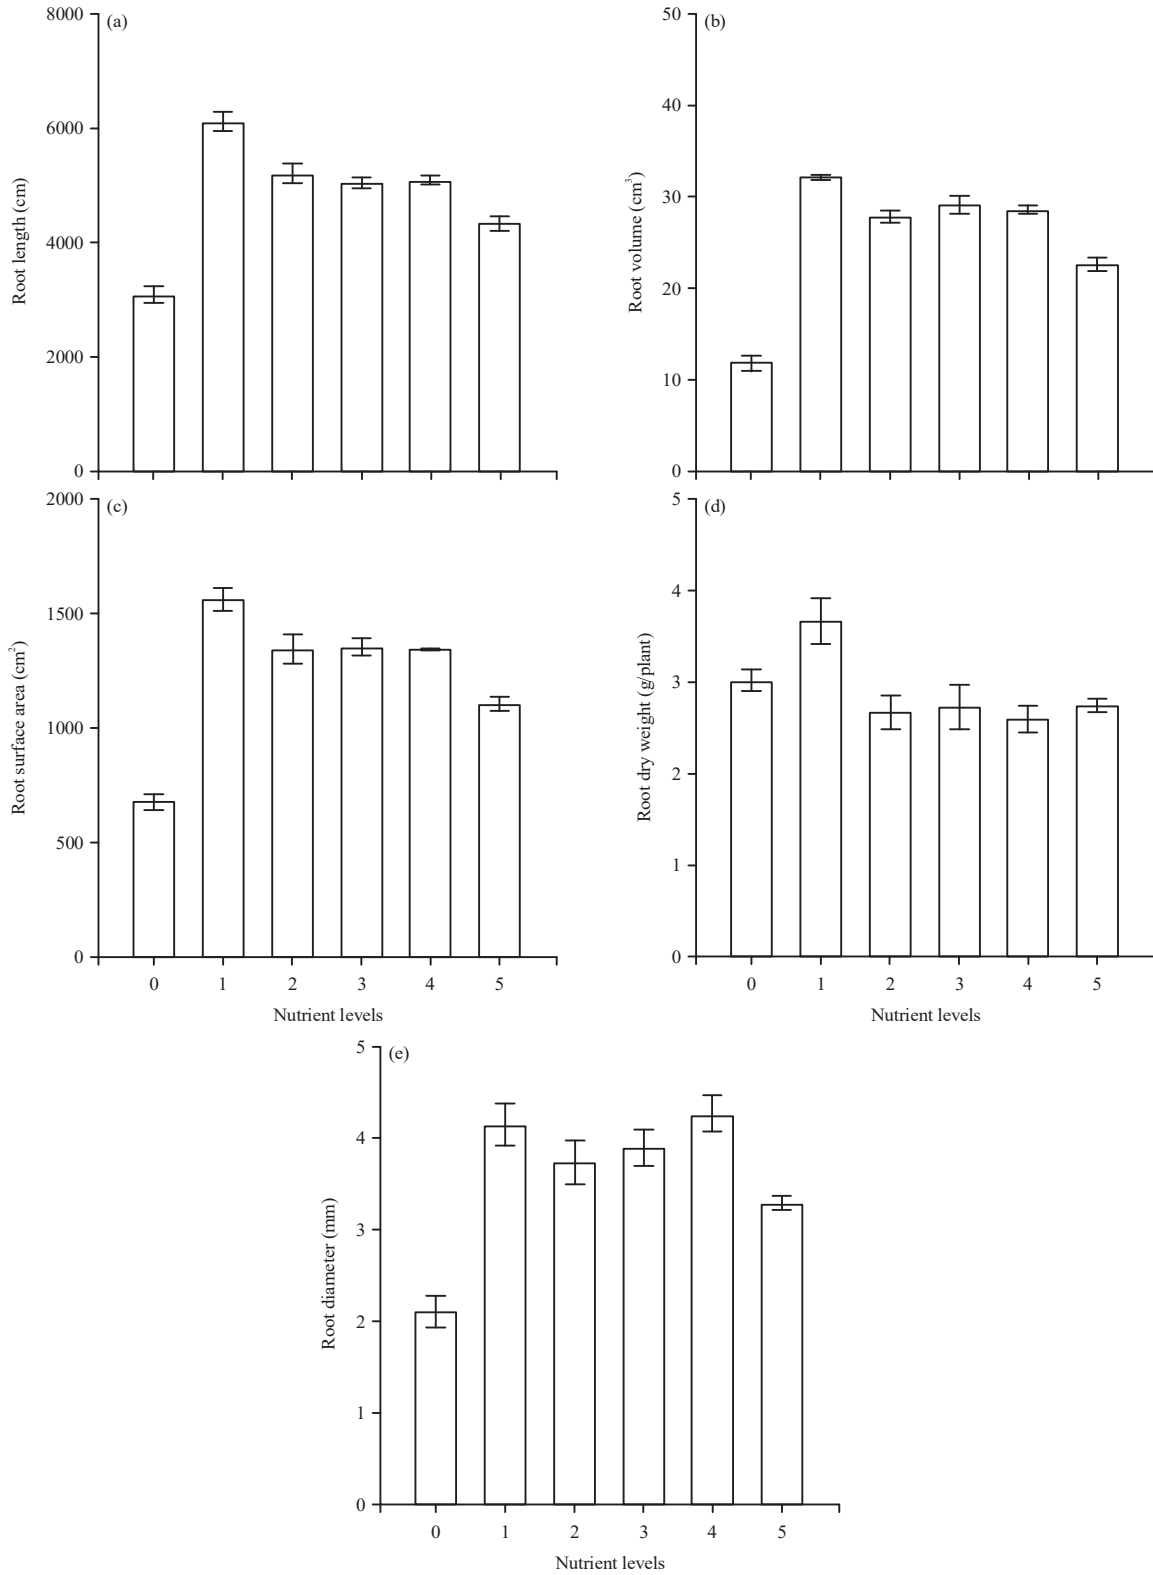 (a)
8000
6000
4000
2000
0
Root length (cm)
(b)
50
40
30
20
10
0
Root volume (cm³)
(c)
2000
1500
1000
500
0
Root surface area (cm²)
0 1 2 3 4 5
Nutrient levels
(d)
5
4
3
2
1
0
Root dry weight (g/plant)
0 1 2 3 4 5
Nutrient levels
(e)
5
4
3
2
1
0
Root diameter (mm)
0 1 2 3 4 5
Nutrient levels